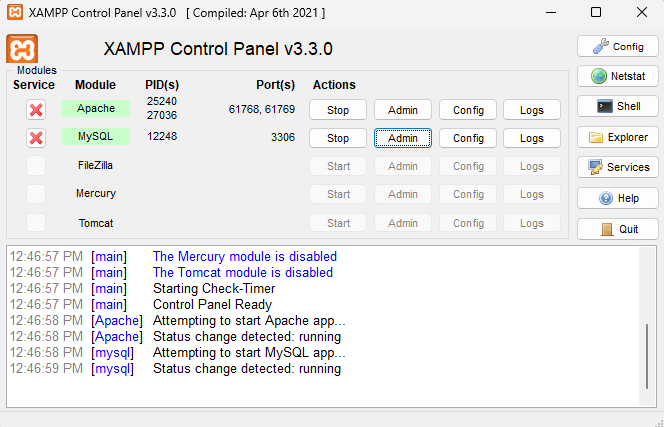 XAMPP Control Panel v3.3.0   [ Compiled: Apr 6th 2021 ]
XAMPP Control Panel v3.3.0
Config
Modules
Service Module PID(s) Port(s) Actions
Netstat
Apache 25240 27036 61768, 61769 Stop Admin Config Logs
Shell
MySQL 12248 3306 Stop Admin Config Logs
Explorer
FileZilla Start Admin Config Logs
Services
Mercury Start Admin Config Logs
Help
Tomcat Start Admin Config Logs
Quit
12:46:57 PM [main] The Mercury module is disabled
12:46:57 PM [main] The Tomcat module is disabled
12:46:57 PM [main] Starting Check-Timer
12:46:57 PM [main] Control Panel Ready
12:46:58 PM [Apache] Attempting to start Apache app...
12:46:58 PM [Apache] Status change detected: running
12:46:58 PM [mysql] Attempting to start MySQL app...
12:46:59 PM [mysql] Status change detected: running